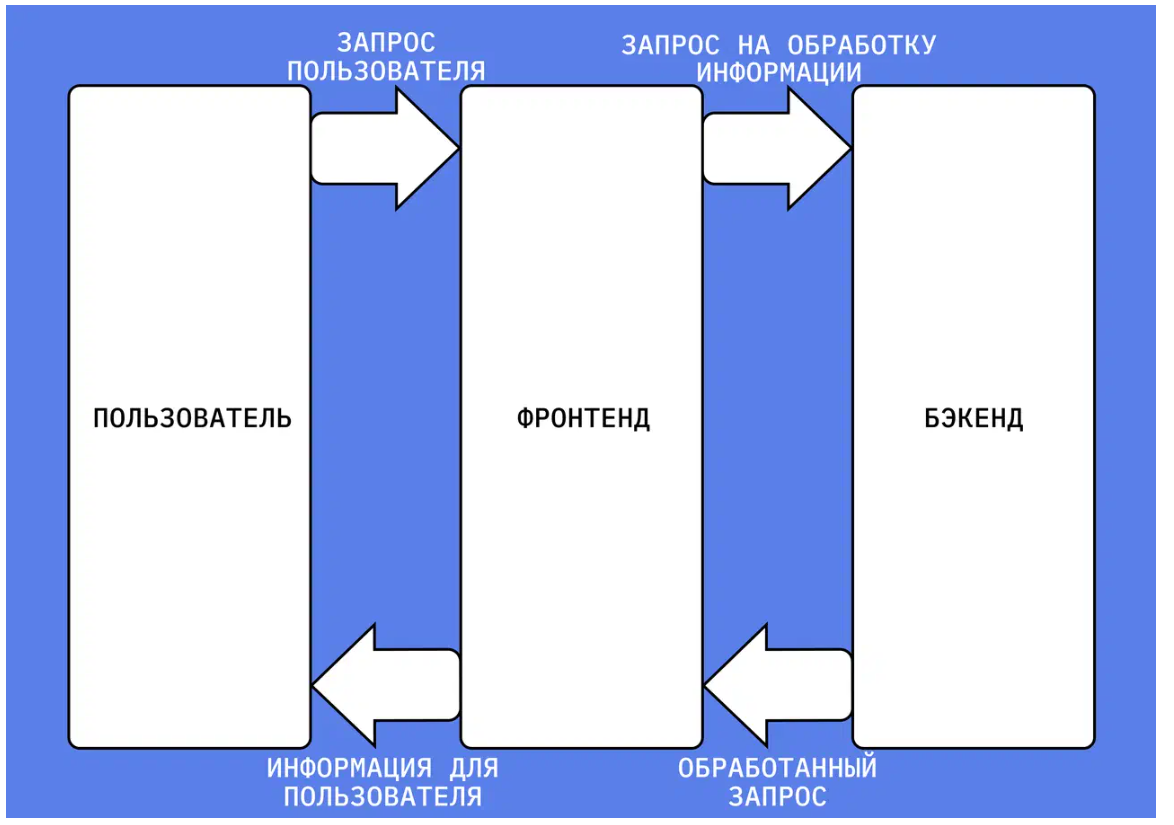 ЗАПРОС
ПОЛЬЗОВАТЕЛЯ
ЗАПРОС НА ОБРАБОТКУ
ИНФОРМАЦИИ
ПОЛЬЗОВАТЕЛЬ
ФРОНТЕНД
БЭКЕНД
ИНФОРМАЦИЯ ДЛЯ
ПОЛЬЗОВАТЕЛЯ
ОБРАБОТАННЫЙ
ЗАПРОС